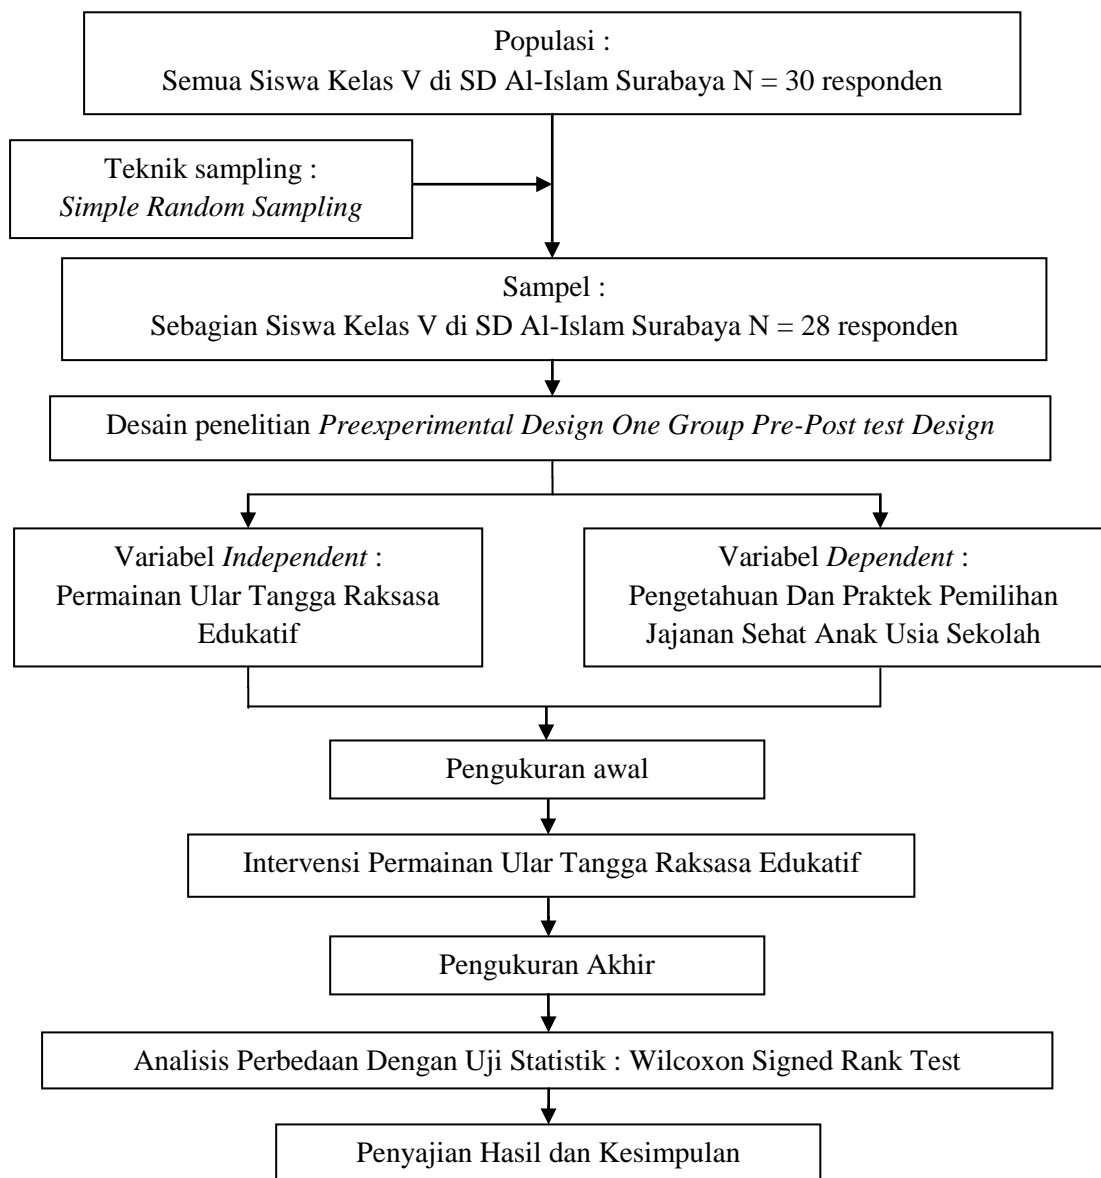 Populasi :
Semua Siswa Kelas V di SD Al-Islam Surabaya N = 30 responden
Teknik sampling :
Simple Random Sampling
Sampel :
Sebagian Siswa Kelas V di SD Al-Islam Surabaya N = 28 responden
Desain penelitian Preexperimental Design One Group Pre-Post test Design
Variabel Independent :
Permainan Ular Tangga Raksasa
Edukatif
Variabel Dependent :
Pengetahuan Dan Praktek Pemilihan
Jajanan Sehat Anak Usia Sekolah
Pengukuran awal
Intervensi Permainan Ular Tangga Raksasa Edukatif
Pengukuran Akhir
Analisis Perbedaan Dengan Uji Statistik : Wilcoxon Signed Rank Test
Penyajian Hasil dan Kesimpulan